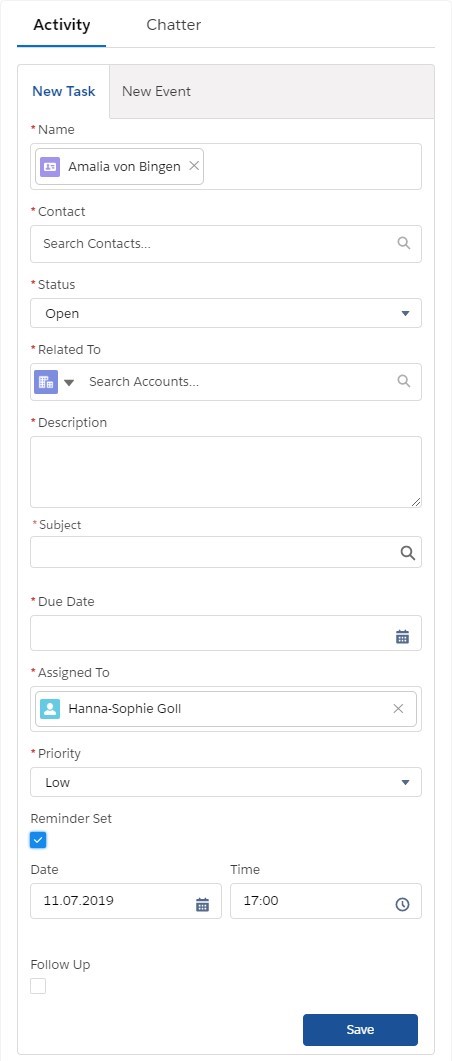 Activity Chatter
New Task New Event
*Name
Amalia von Bingen
*Contact
Search Contacts...
*Status
Open
*Related To
Search Accounts...
*Description
*Subject
*Due Date
*Assigned To
Hanna-Sophie Goll
*Priority
Low
Reminder Set
Date Time
11.07.2019 17:00
Follow Up
Save